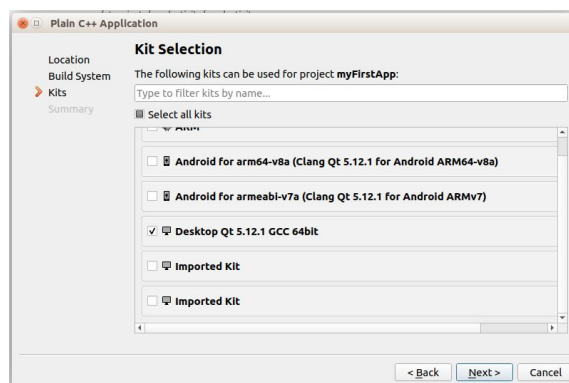 Plain C++ Application
Location
Build System
Kits
Summary
Kit Selection
The following kits can be used for project myFirstApp:
Type to filter kits by name...
Select all kits
ARM
Android for arm64-v8a (Clang Qt 5.12.1 for Android ARM64-v8a)
Android for armeabi-v7a (Clang Qt 5.12.1 for Android ARMv7)
Desktop Qt 5.12.1 GCC 64bit
Imported Kit
Imported Kit
< Back
Next >
Cancel